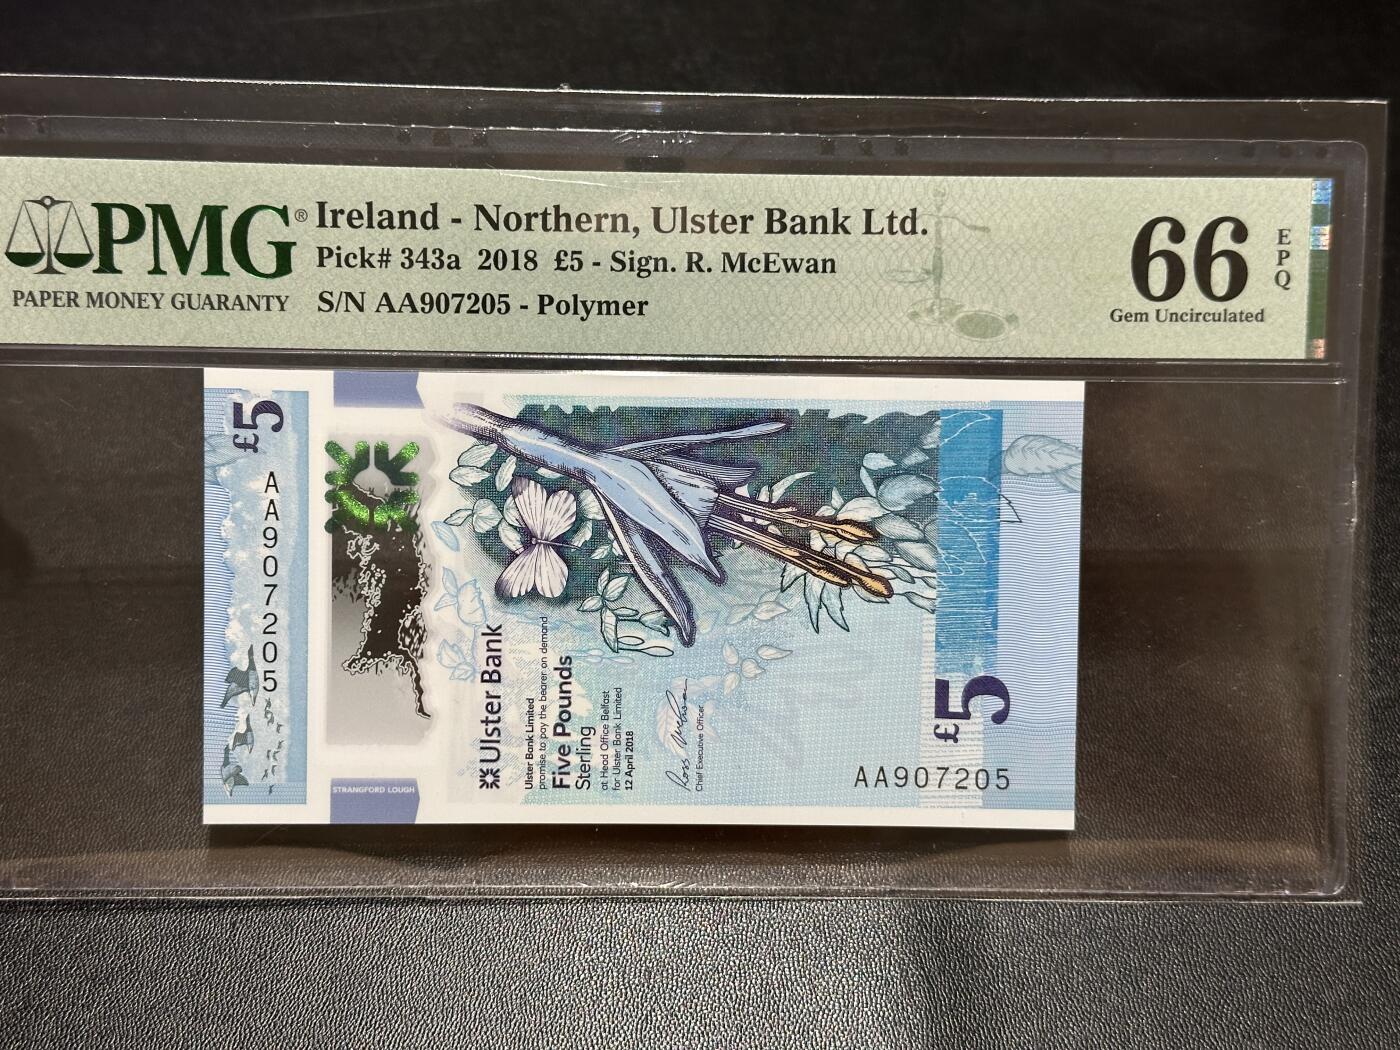 PMG®
PAPER MONEY GUARANTY
Ireland - Northern, Ulster Bank Ltd.
Pick# 343a 2018 £5 - Sign. R. McEwan
S/N AA907205 - Polymer
66
EPQ
Gem Uncirculated
£5
AA907205
STRANGFORD LOUGH
Ulster Bank
Ulster Bank Limited
promise to pay the bearer on demand
Five Pounds
Sterling
at Head Office Belfast
for Ulster Bank Limited
12 April 2018
Chief Executive Officer
£5
AA907205